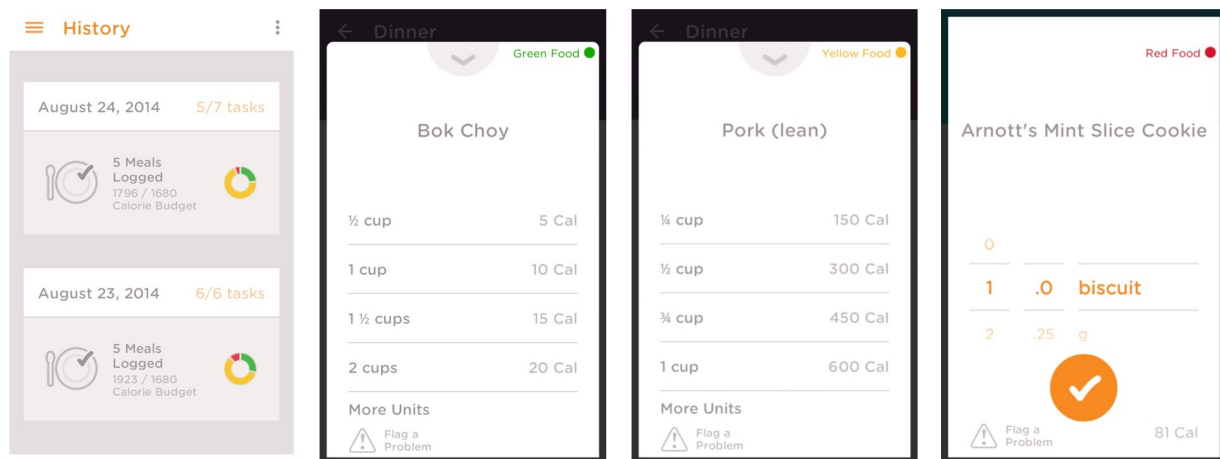 History
August 24, 2014 5/7 tasks
5 Meals
Logged
1796 / 1680
Calorie Budget
August 23, 2014 6/6 tasks
5 Meals
Logged
1923 / 1680
Calorie Budget
Dinner
Green Food
Bok Choy
½ cup 5 Cal
1 cup 10 Cal
1 ½ cups 15 Cal
2 cups 20 Cal
More Units
Flag a
Problem
Dinner
Yellow Food
Pork (lean)
¼ cup 150 Cal
½ cup 300 Cal
¾ cup 450 Cal
1 cup 600 Cal
More Units
Flag a
Problem
Red Food
Arnott's Mint Slice Cookie
0
1 .0 biscuit
2 .25 g
Flag a
Problem
81 Cal